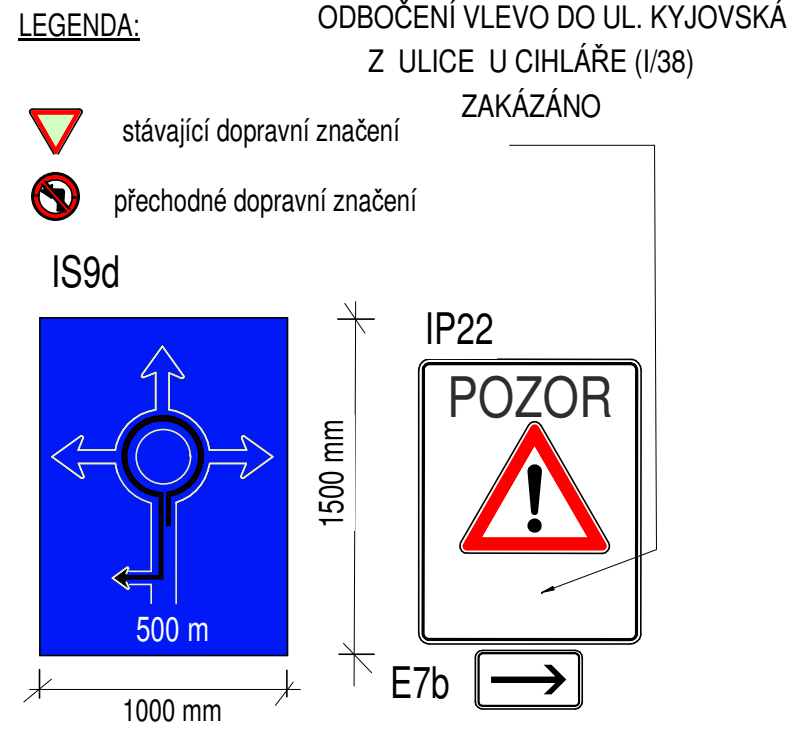 LEGENDA:
ODBOČENÍ VLEVO DO UL. KYJOVSKÁ
Z ULICE U CIHLÁŘE (I/38)
ZAKÁZÁNO
stávající dopravní značení
přechodné dopravní značení
IS9d
500 m
1000 mm
1500 mm
IP22
POZOR
!
E7b